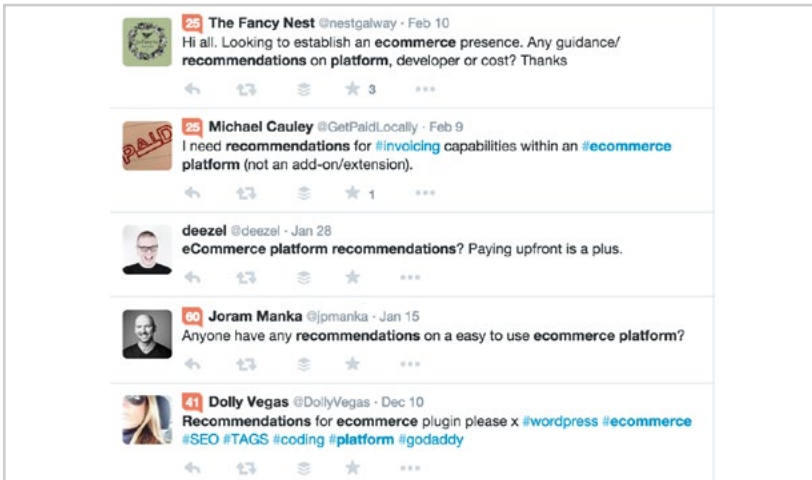 25 The Fancy Nest @nestgalway · Feb 10
Hi all. Looking to establish an ecommerce presence. Any guidance/
recommendations on platform, developer or cost? Thanks
3
PAID
25 Michael Cauley @GetPaidLocally · Feb 9
I need recommendations for #invoicing capabilities within an #ecommerce
platform (not an add-on/extension).
1
deezel @deezel · Jan 28
eCommerce platform recommendations? Paying upfront is a plus.
60 Joram Manka @jpmanka · Jan 15
Anyone have any recommendations on a easy to use ecommerce platform?
41 Dolly Vegas @DollyVegas · Dec 10
Recommendations for ecommerce plugin please x #wordpress #ecommerce
#SEO #TAGS #coding #platform #godaddy